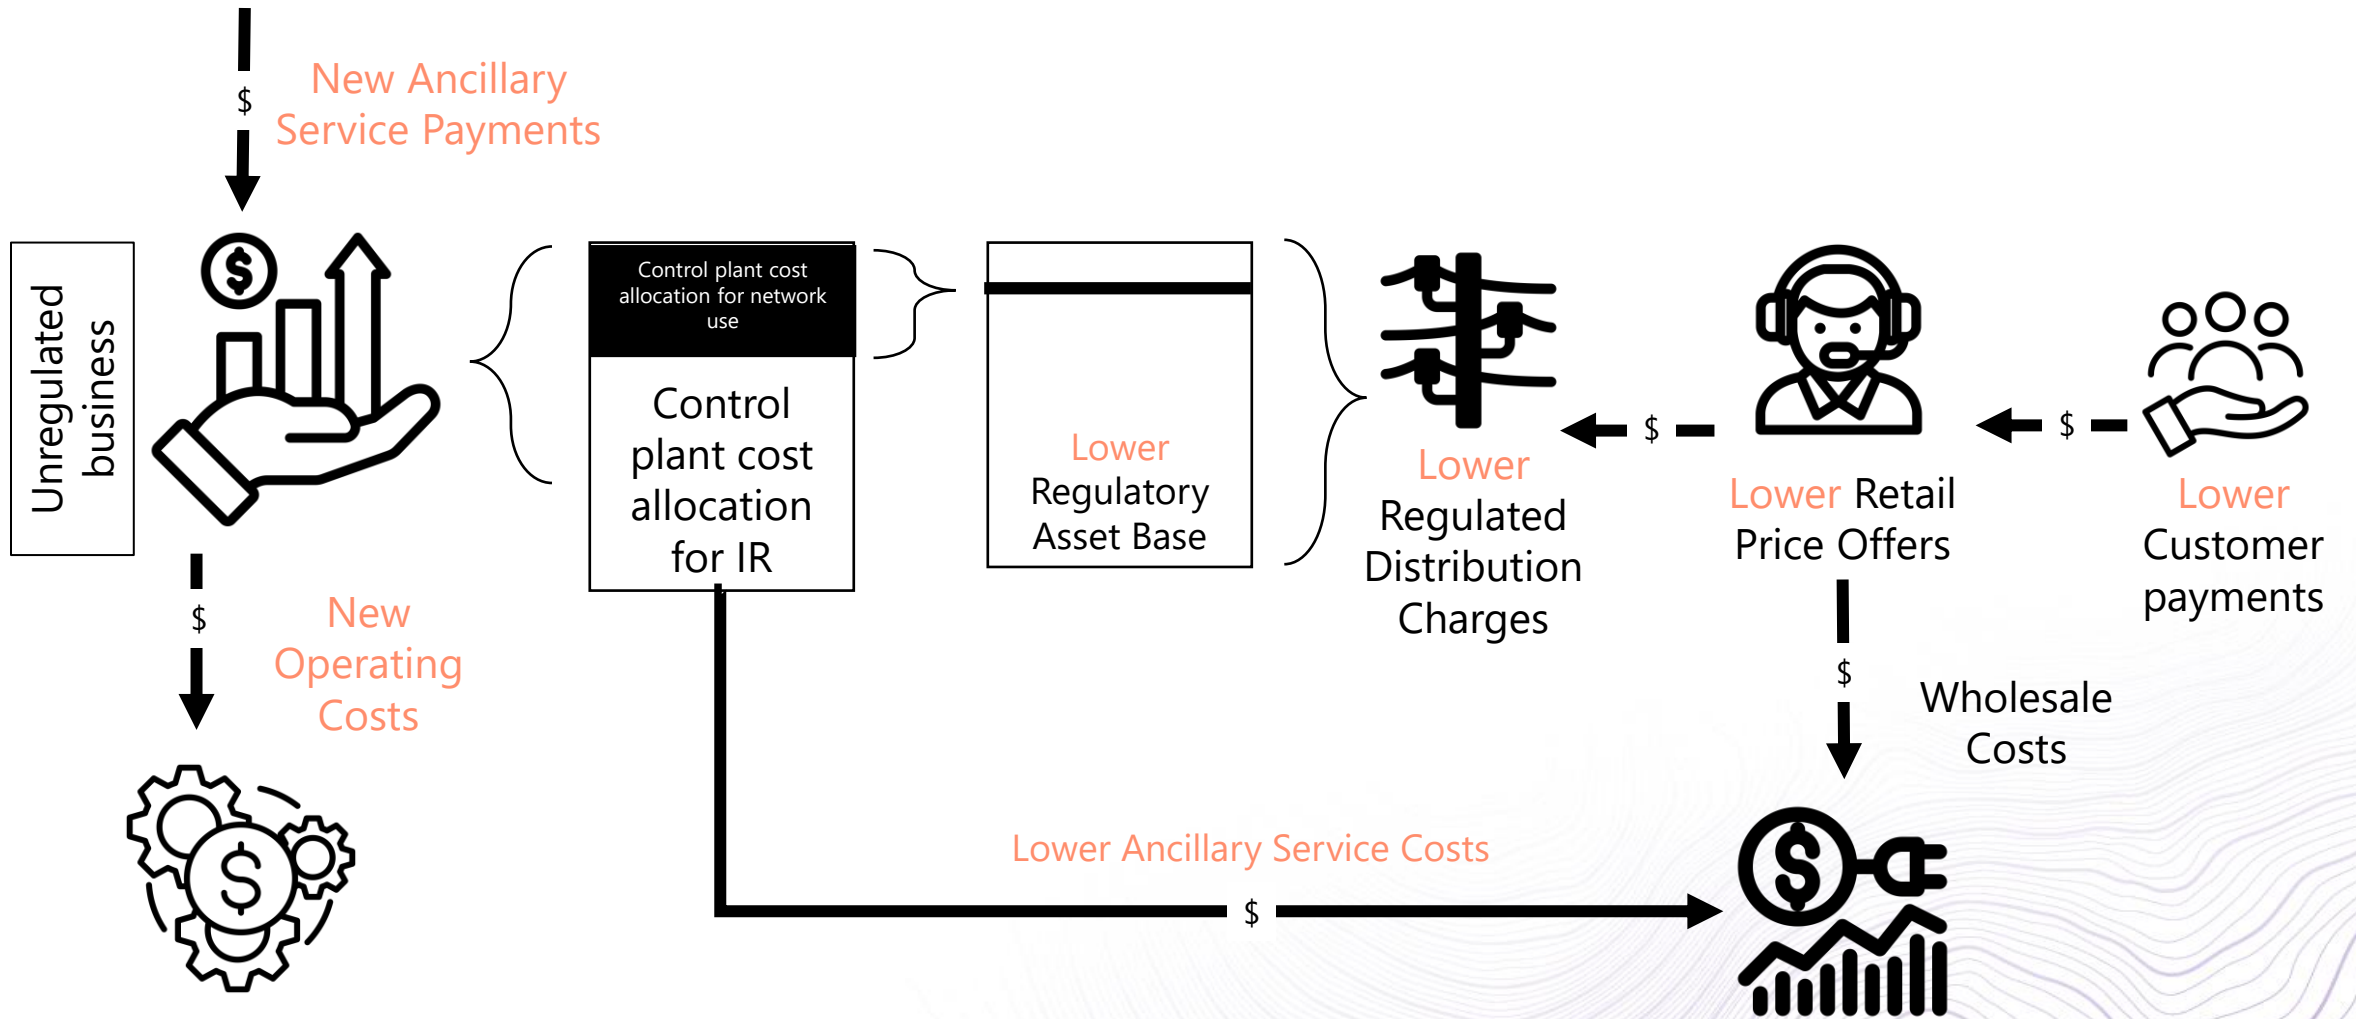 New Ancillary
Service Payments
$
Unregulated
business
$
Control plant cost
allocation for network
use
Control
plant cost
allocation
for IR
Lower
Regulatory
Asset Base
Lower
Regulated
Distribution
Charges
$
Lower Retail
Price Offers
$
Lower
Customer
payments
$
New
Operating
Costs
$
$
Wholesale
Costs
Lower Ancillary Service Costs
$
$